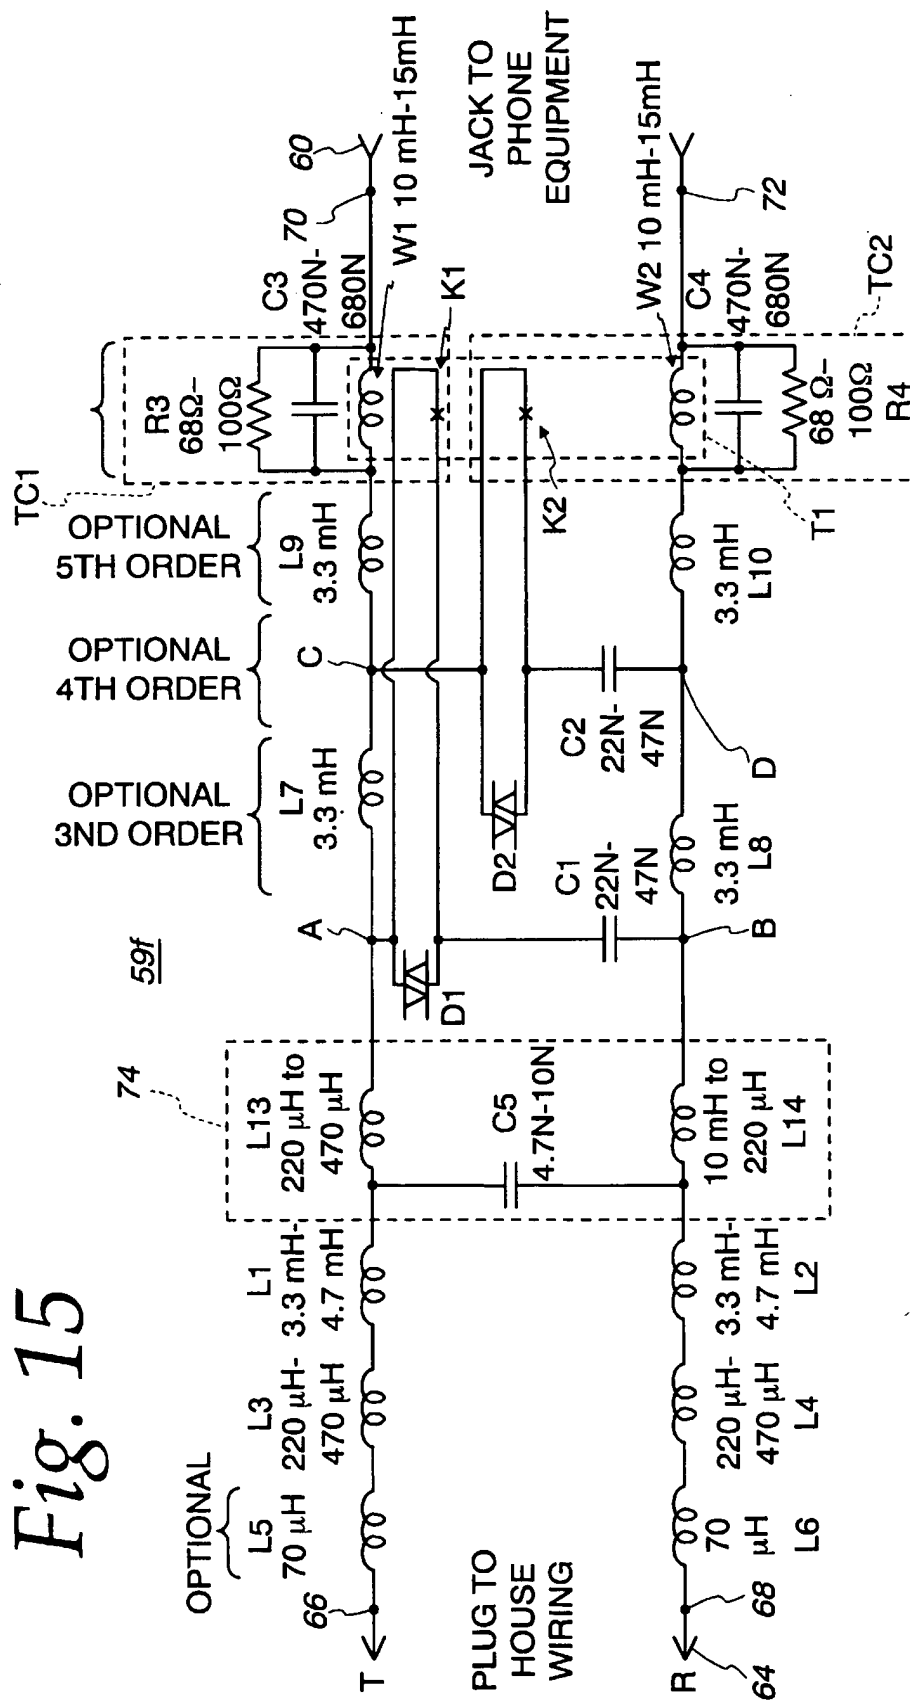 Fig. 15
59f
OPTIONAL
L5
70 µH
L3
220 µH-
470 µH
L1
3.3 mH-
4.7 mH
74
L13
220 µH to
470 µH
C5
4.7N-10N
10 mH to
220 µH
L14
66
T
PLUG TO
HOUSE
WIRING
R
64
68
70
µH
L6
220 µH-
470 µH
L4
3.3 mH-
4.7 mH
L2
A
D1
B
OPTIONAL
3ND ORDER
L7
3.3 mH
C1
22N-
47N
3.3 mH
L8
D2
OPTIONAL
4TH ORDER
C
C2
22N-
47N
D
OPTIONAL
5TH ORDER
L9
3.3 mH
3.3 mH
L10
TC1
R3
68Ω–
100Ω
C3
470N-
680N
W1 10 mH-15mH
K1
K2
T1
W2 10 mH-15mH
C4
470N-
680N
TC2
68 Ω–
100Ω
R4
70
60
JACK TO
PHONE
EQUIPMENT
72